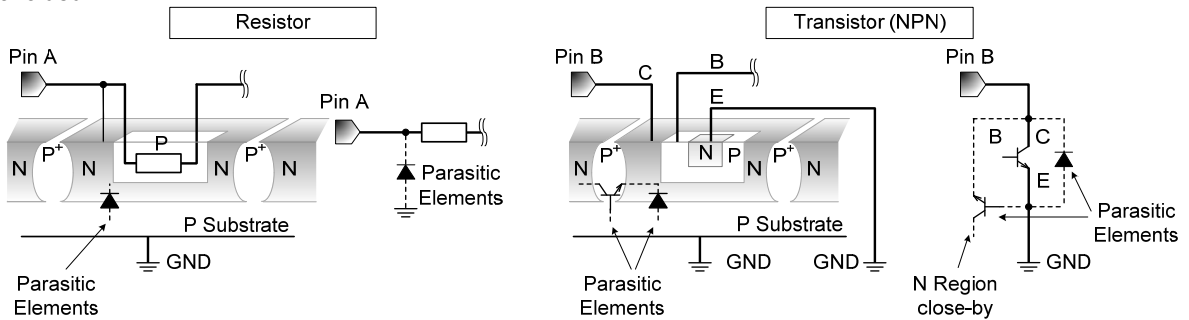 Resistor
Transistor (NPN)
Pin A
Pin A
Pin B
C
B
E
Pin B
N
P+
N
P
N
P+
N
Parasitic
Elements
P Substrate
GND
Parasitic
Elements
N
P+
N
P
N
P+
N
P Substrate
GND
GND
Parasitic
Elements
B
C
E
Parasitic
Elements
GND
N Region
close-by